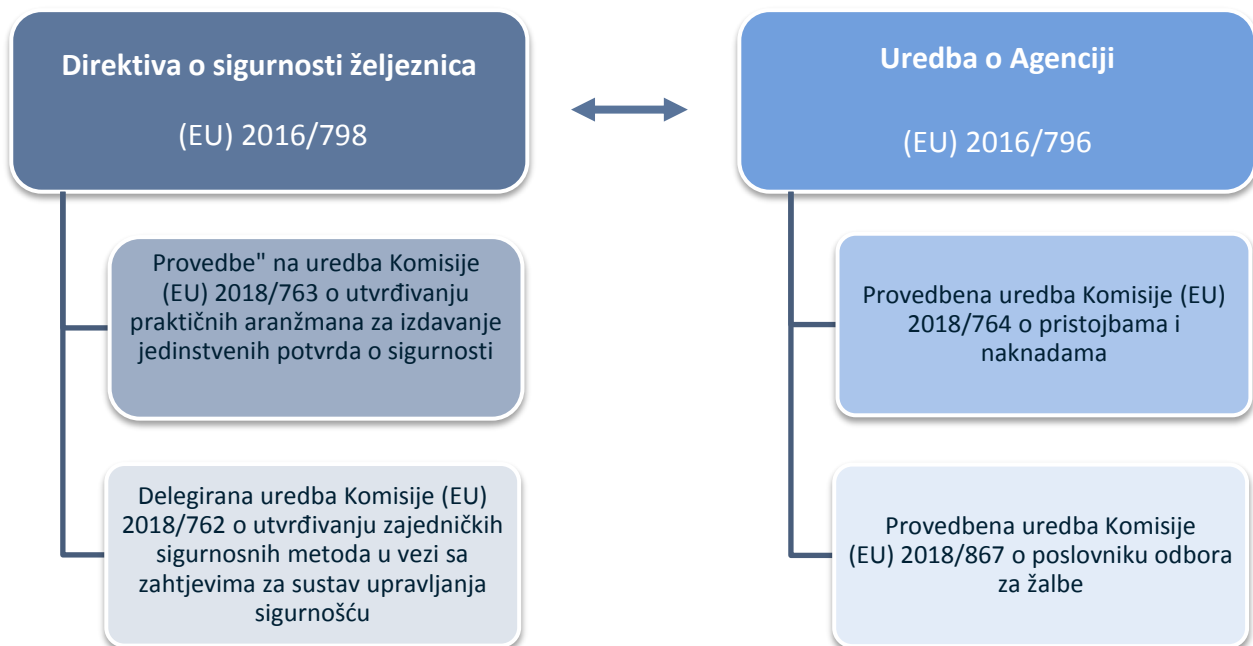 Direktiva o sigurnosti željeznica
(EU) 2016/798
Provedbe" na uredba Komisije
(EU) 2018/763 o utvrđivanju
praktičnih aranžmana za izdavanje
jedinstvenih potvrda o sigurnosti
Delegirana uredba Komisije (EU)
2018/762 o utvrđivanju zajedničkih
sigurnosnih metoda u vezi sa
zahtjevima za sustav upravljanja
sigurnošću
Uredba o Agenciji
(EU) 2016/796
Provedbena uredba Komisije (EU)
2018/764 o pristojbama i
naknadama
Provedbena uredba Komisije
(EU) 2018/867 o poslovniku odbora
za žalbe